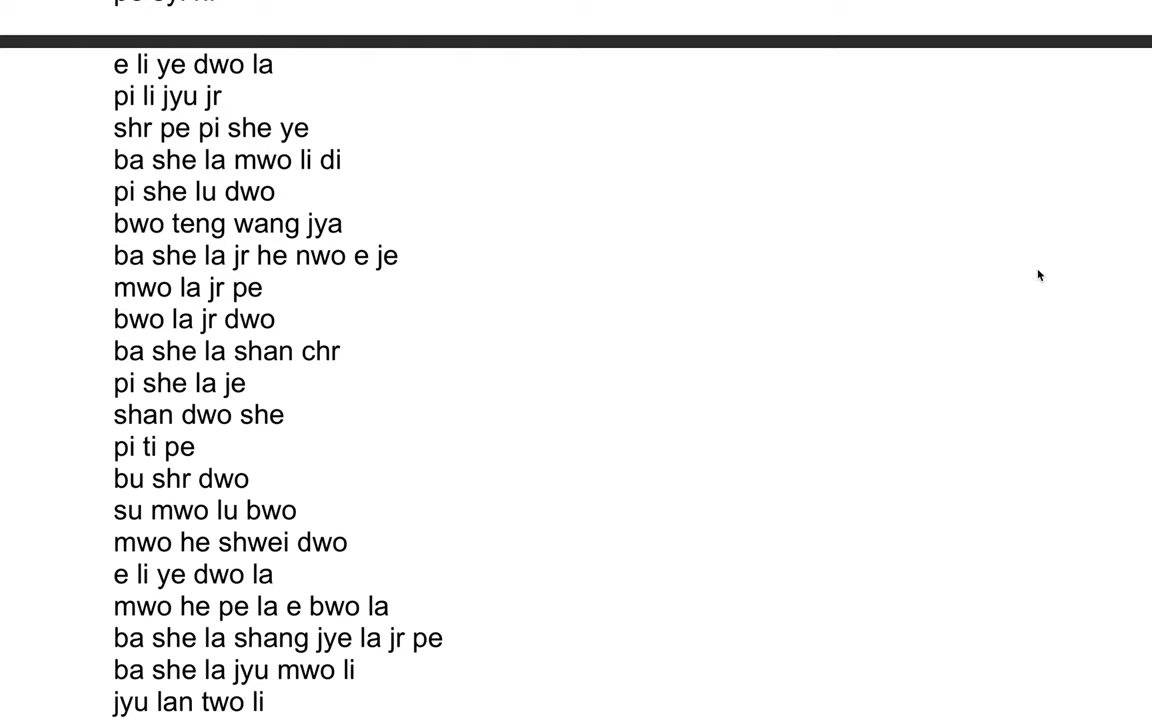 e li ye dwo la
pi li jyu jr
shr pe pi she ye
ba she la mwo li di
pi she lu dwo
bwo teng wang jya
ba she la jr he nwo e je
mwo la jr pe
bwo la jr dwo
ba she la shan chr
pi she la je
shan dwo she
pi ti pe
bu shr dwo
su mwo lu bwo
mwo he shwei dwo
e li ye dwo la
mwo he pe la e bwo la
ba she la shang jye la jr pe
ba she la jyu mwo li
jyu lan two li